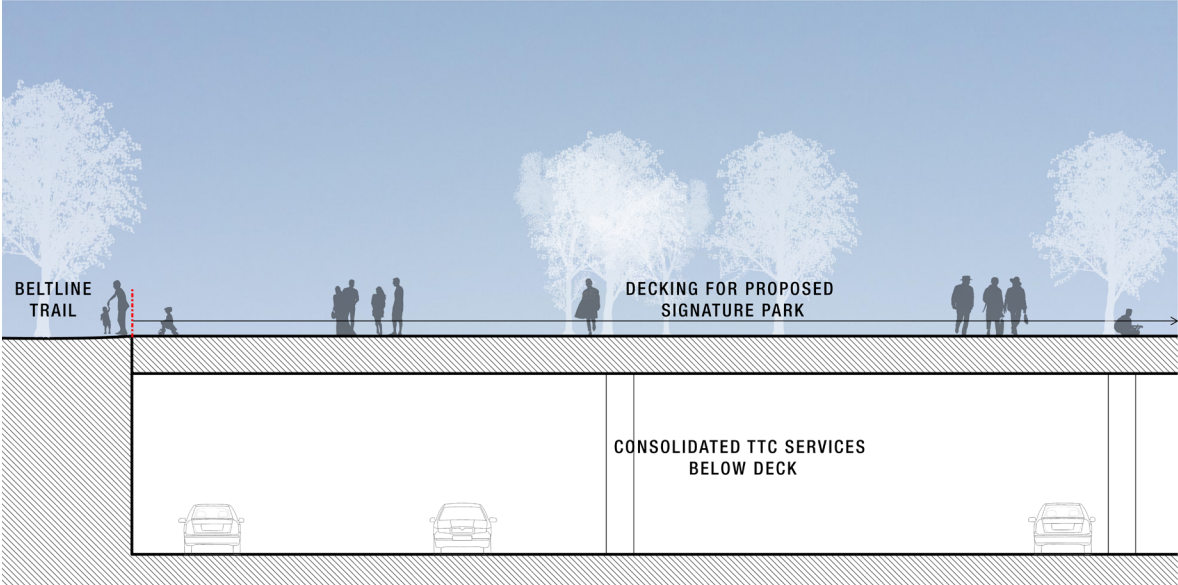 BELTLINE
TRAIL
DECKING FOR PROPOSED
SIGNATURE PARK
CONSOLIDATED TTC SERVICES
BELOW DECK